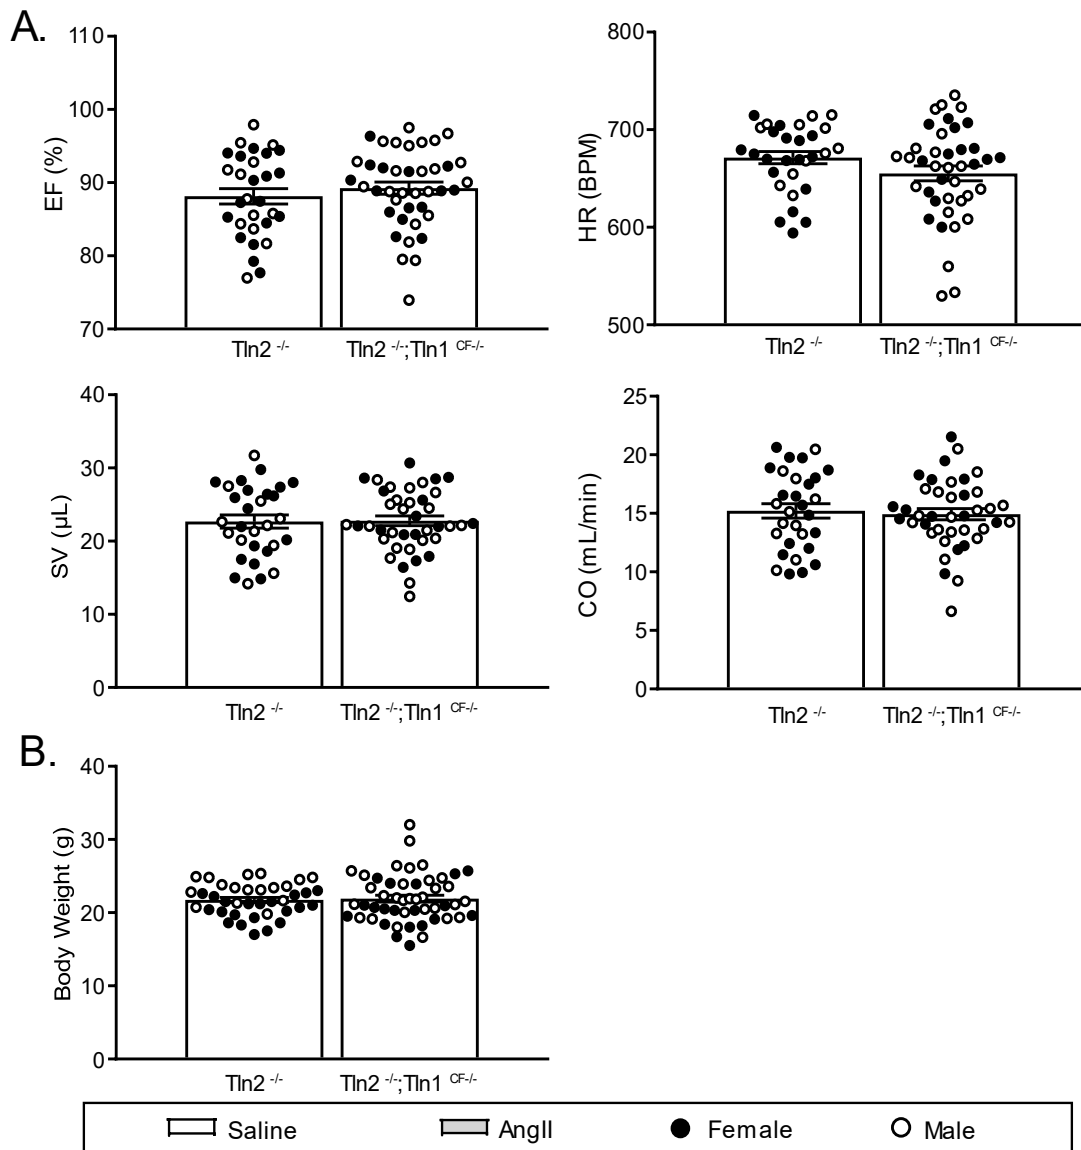 A.
110
100
90
80
70
EF (%)
Tln2 -/-
Tln2 -/-;Tln1 CF-/-
800
700
600
500
HR (BPM)
Tln2 -/-
Tln2 -/-;Tln1 CF-/-
40
30
20
10
0
SV (µL)
Tln2 -/-
Tln2 -/-;Tln1 CF-/-
25
20
15
10
5
0
CO (mL/min)
Tln2 -/-
Tln2 -/-;Tln1 CF-/-
B.
40
30
20
10
0
Body Weight (g)
Tln2 -/-
Tln2 -/-;Tln1 CF-/-
Saline
AngII
Female
Male